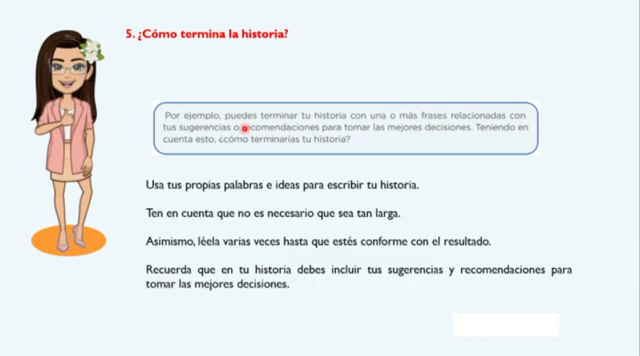 5. ¿Cómo termina la historia?
Por ejemplo, puedes terminar tu historia con una o más frases relacionadas con
tus sugerencias o recomendaciones para tomar las mejores decisiones. Teniendo en
cuenta esto, ¿cómo terminarías tu historia?
Usa tus propias palabras e ideas para escribir tu historia.
Ten en cuenta que no es necesario que sea tan larga.
Asimismo, léela varias veces hasta que estés conforme con el resultado.
Recuerda que en tu historia debes incluir tus sugerencias y recomendaciones para
tomar las mejores decisiones.